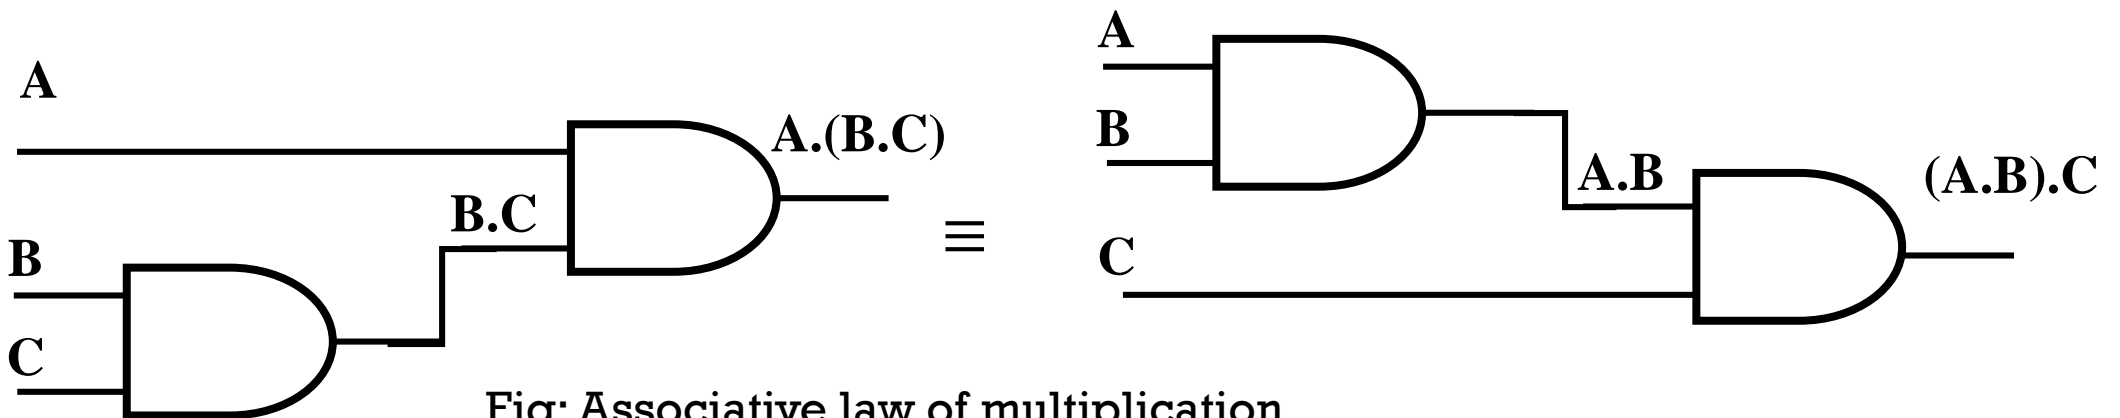 A
A.(B.C)
B.C
B
C
≡
A
B
A.B
(A.B).C
C
Fig: Associative law of multiplication